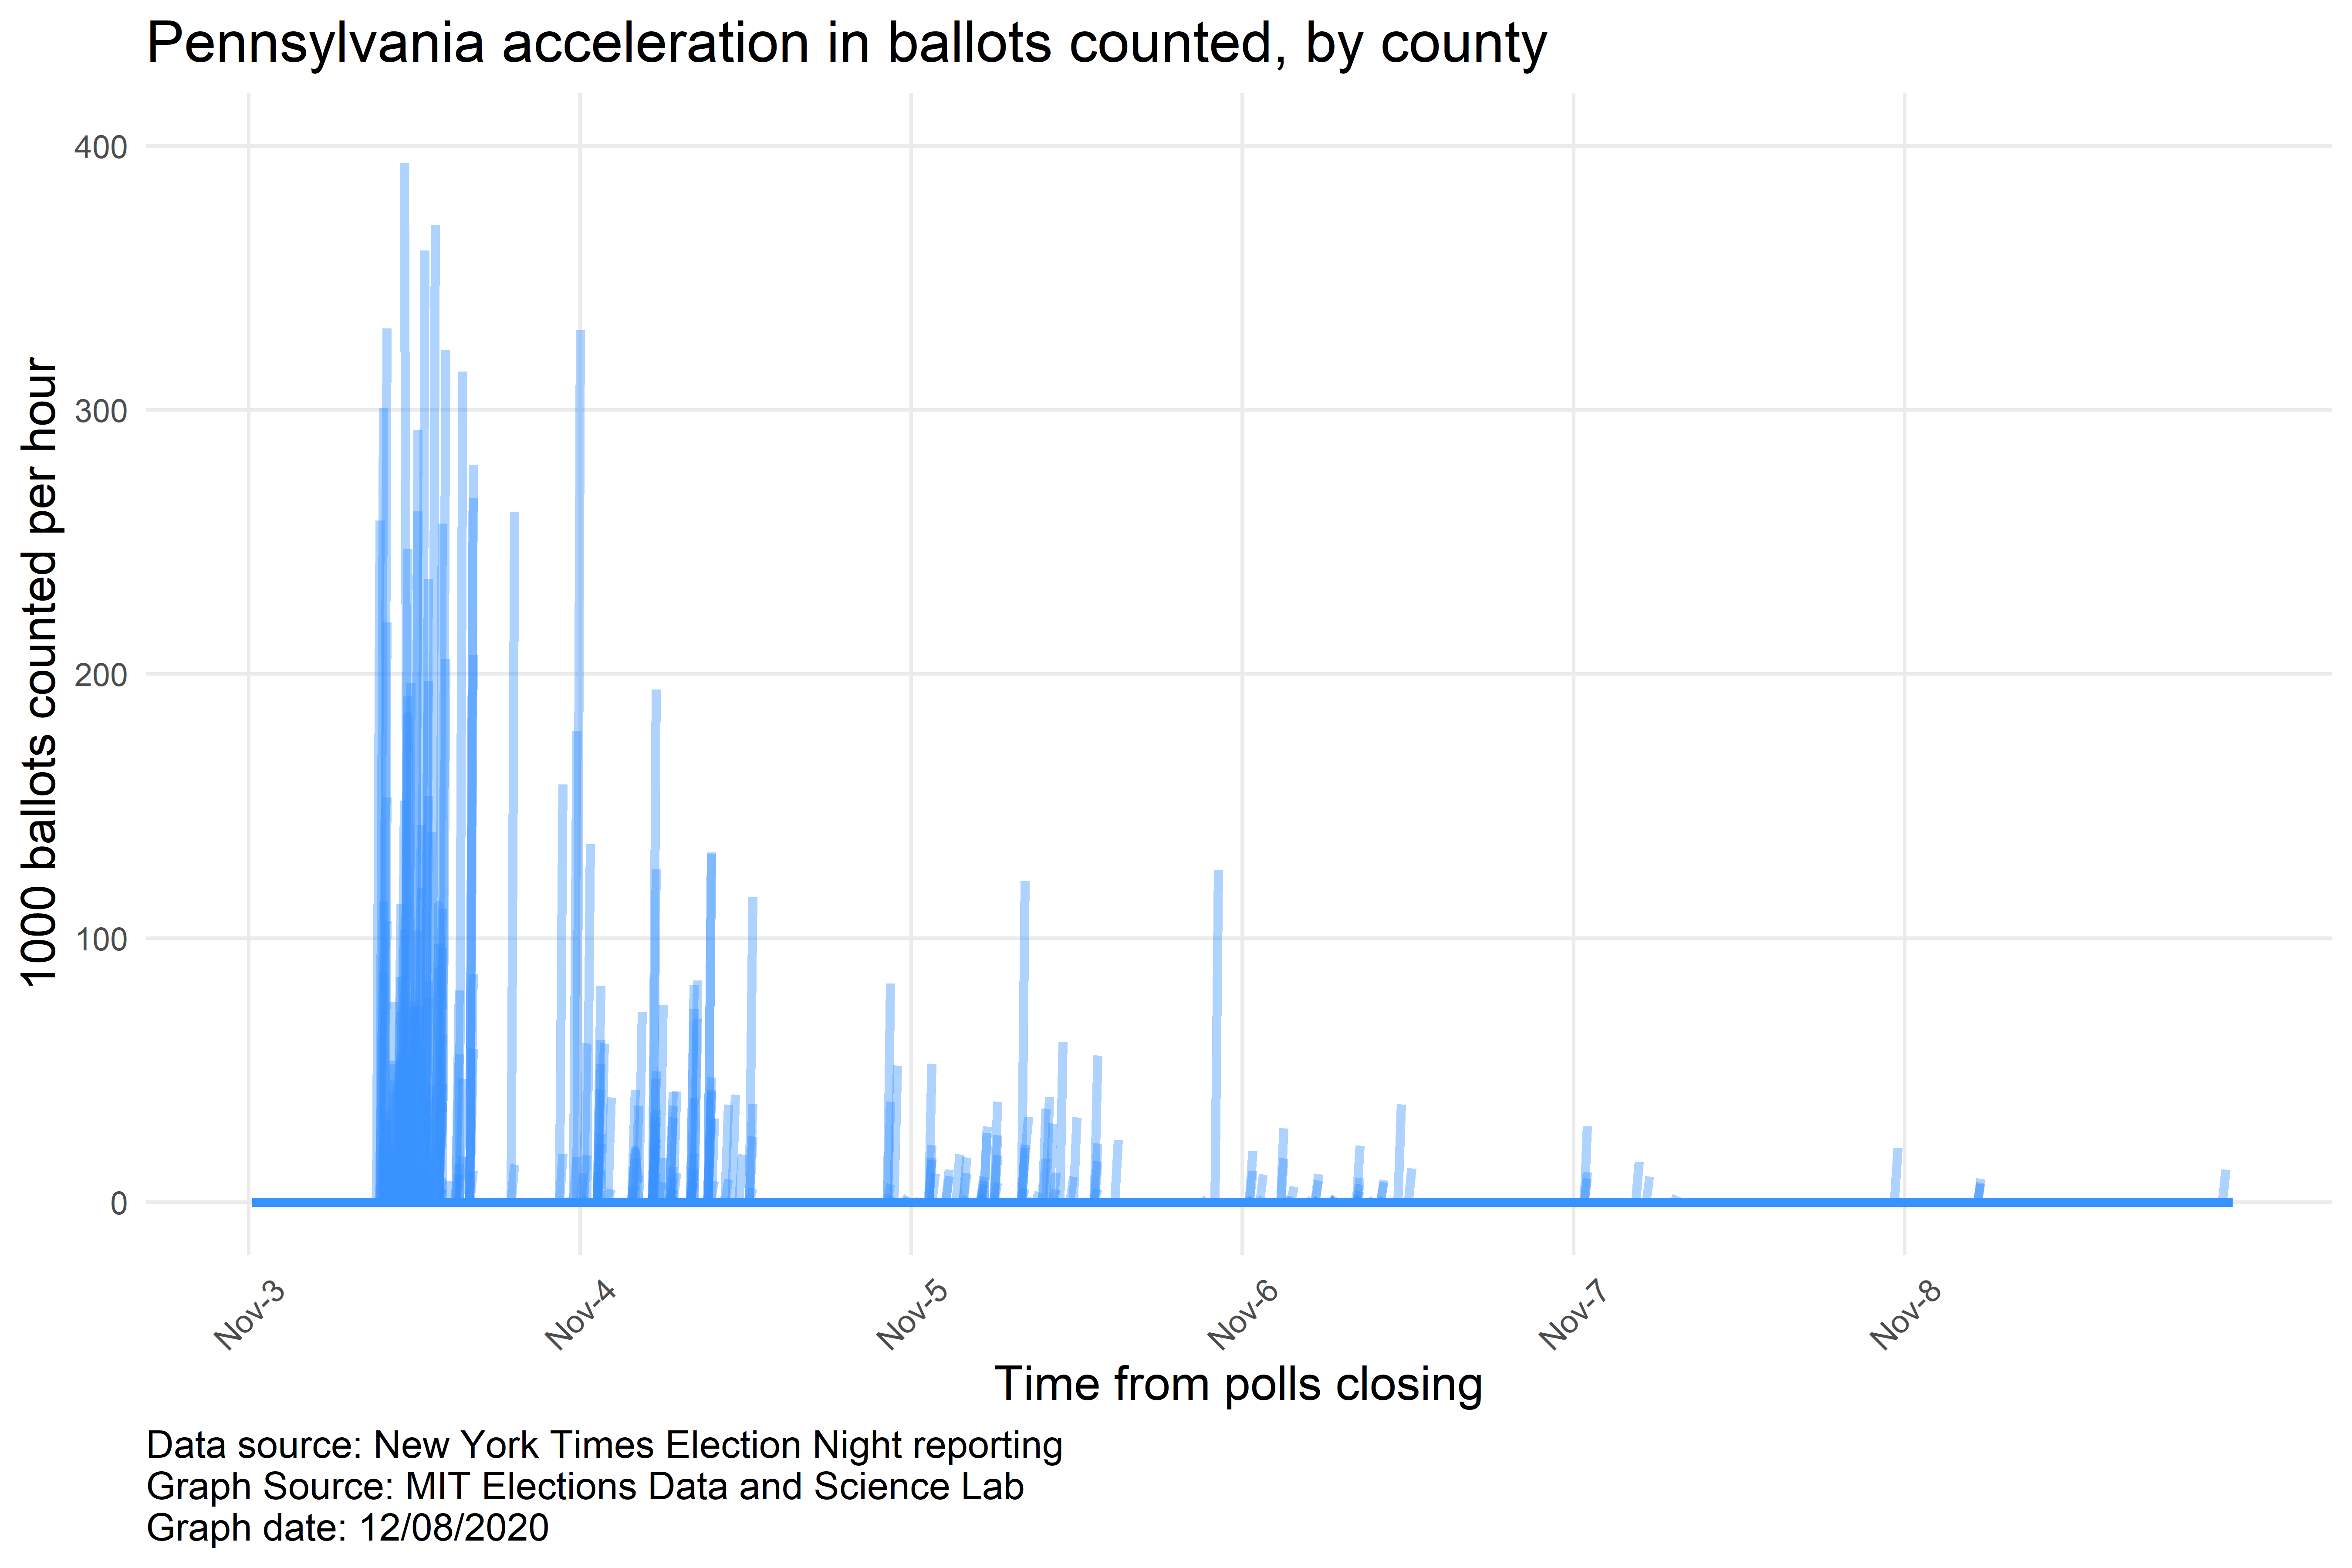 Pennsylvania acceleration in ballots counted, by county
1000 ballots counted per hour
400
300
200
100
0
Nov-3
Nov-4
Nov-5
Nov-6
Nov-7
Nov-8
Time from polls closing
Data source: New York Times Election Night reporting
Graph Source: MIT Elections Data and Science Lab
Graph date: 12/08/2020